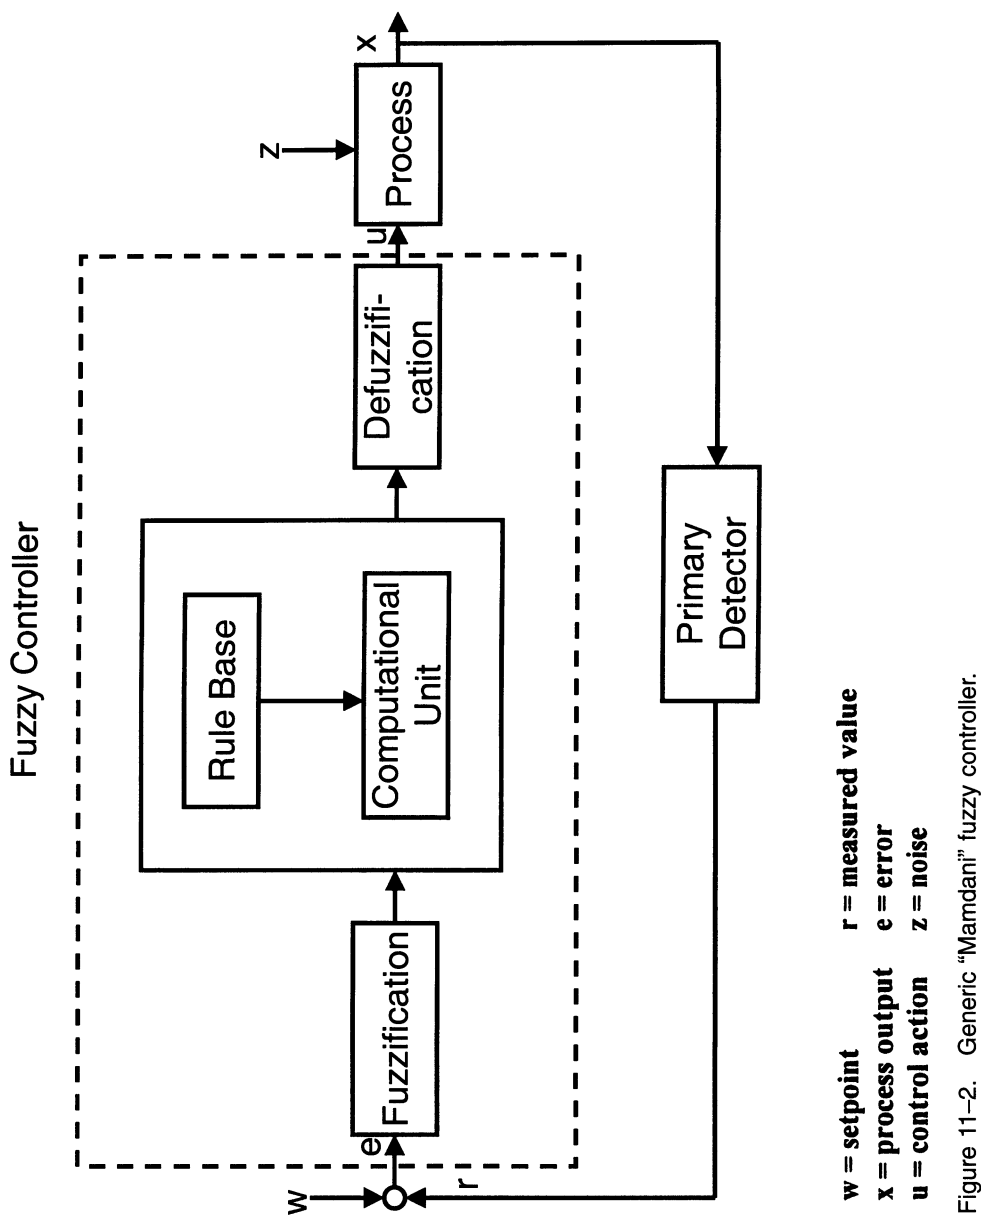 Fuzzy Controller
w
e
r
Fuzzification
Rule Base
Computational
Unit
Defuzzifi-
cation
u
z
Process
x
Primary
Detector
w = setpoint r = measured value
x = process output e = error
u = control action z = noise
Figure 11–2. Generic “Mamdani” fuzzy controller.